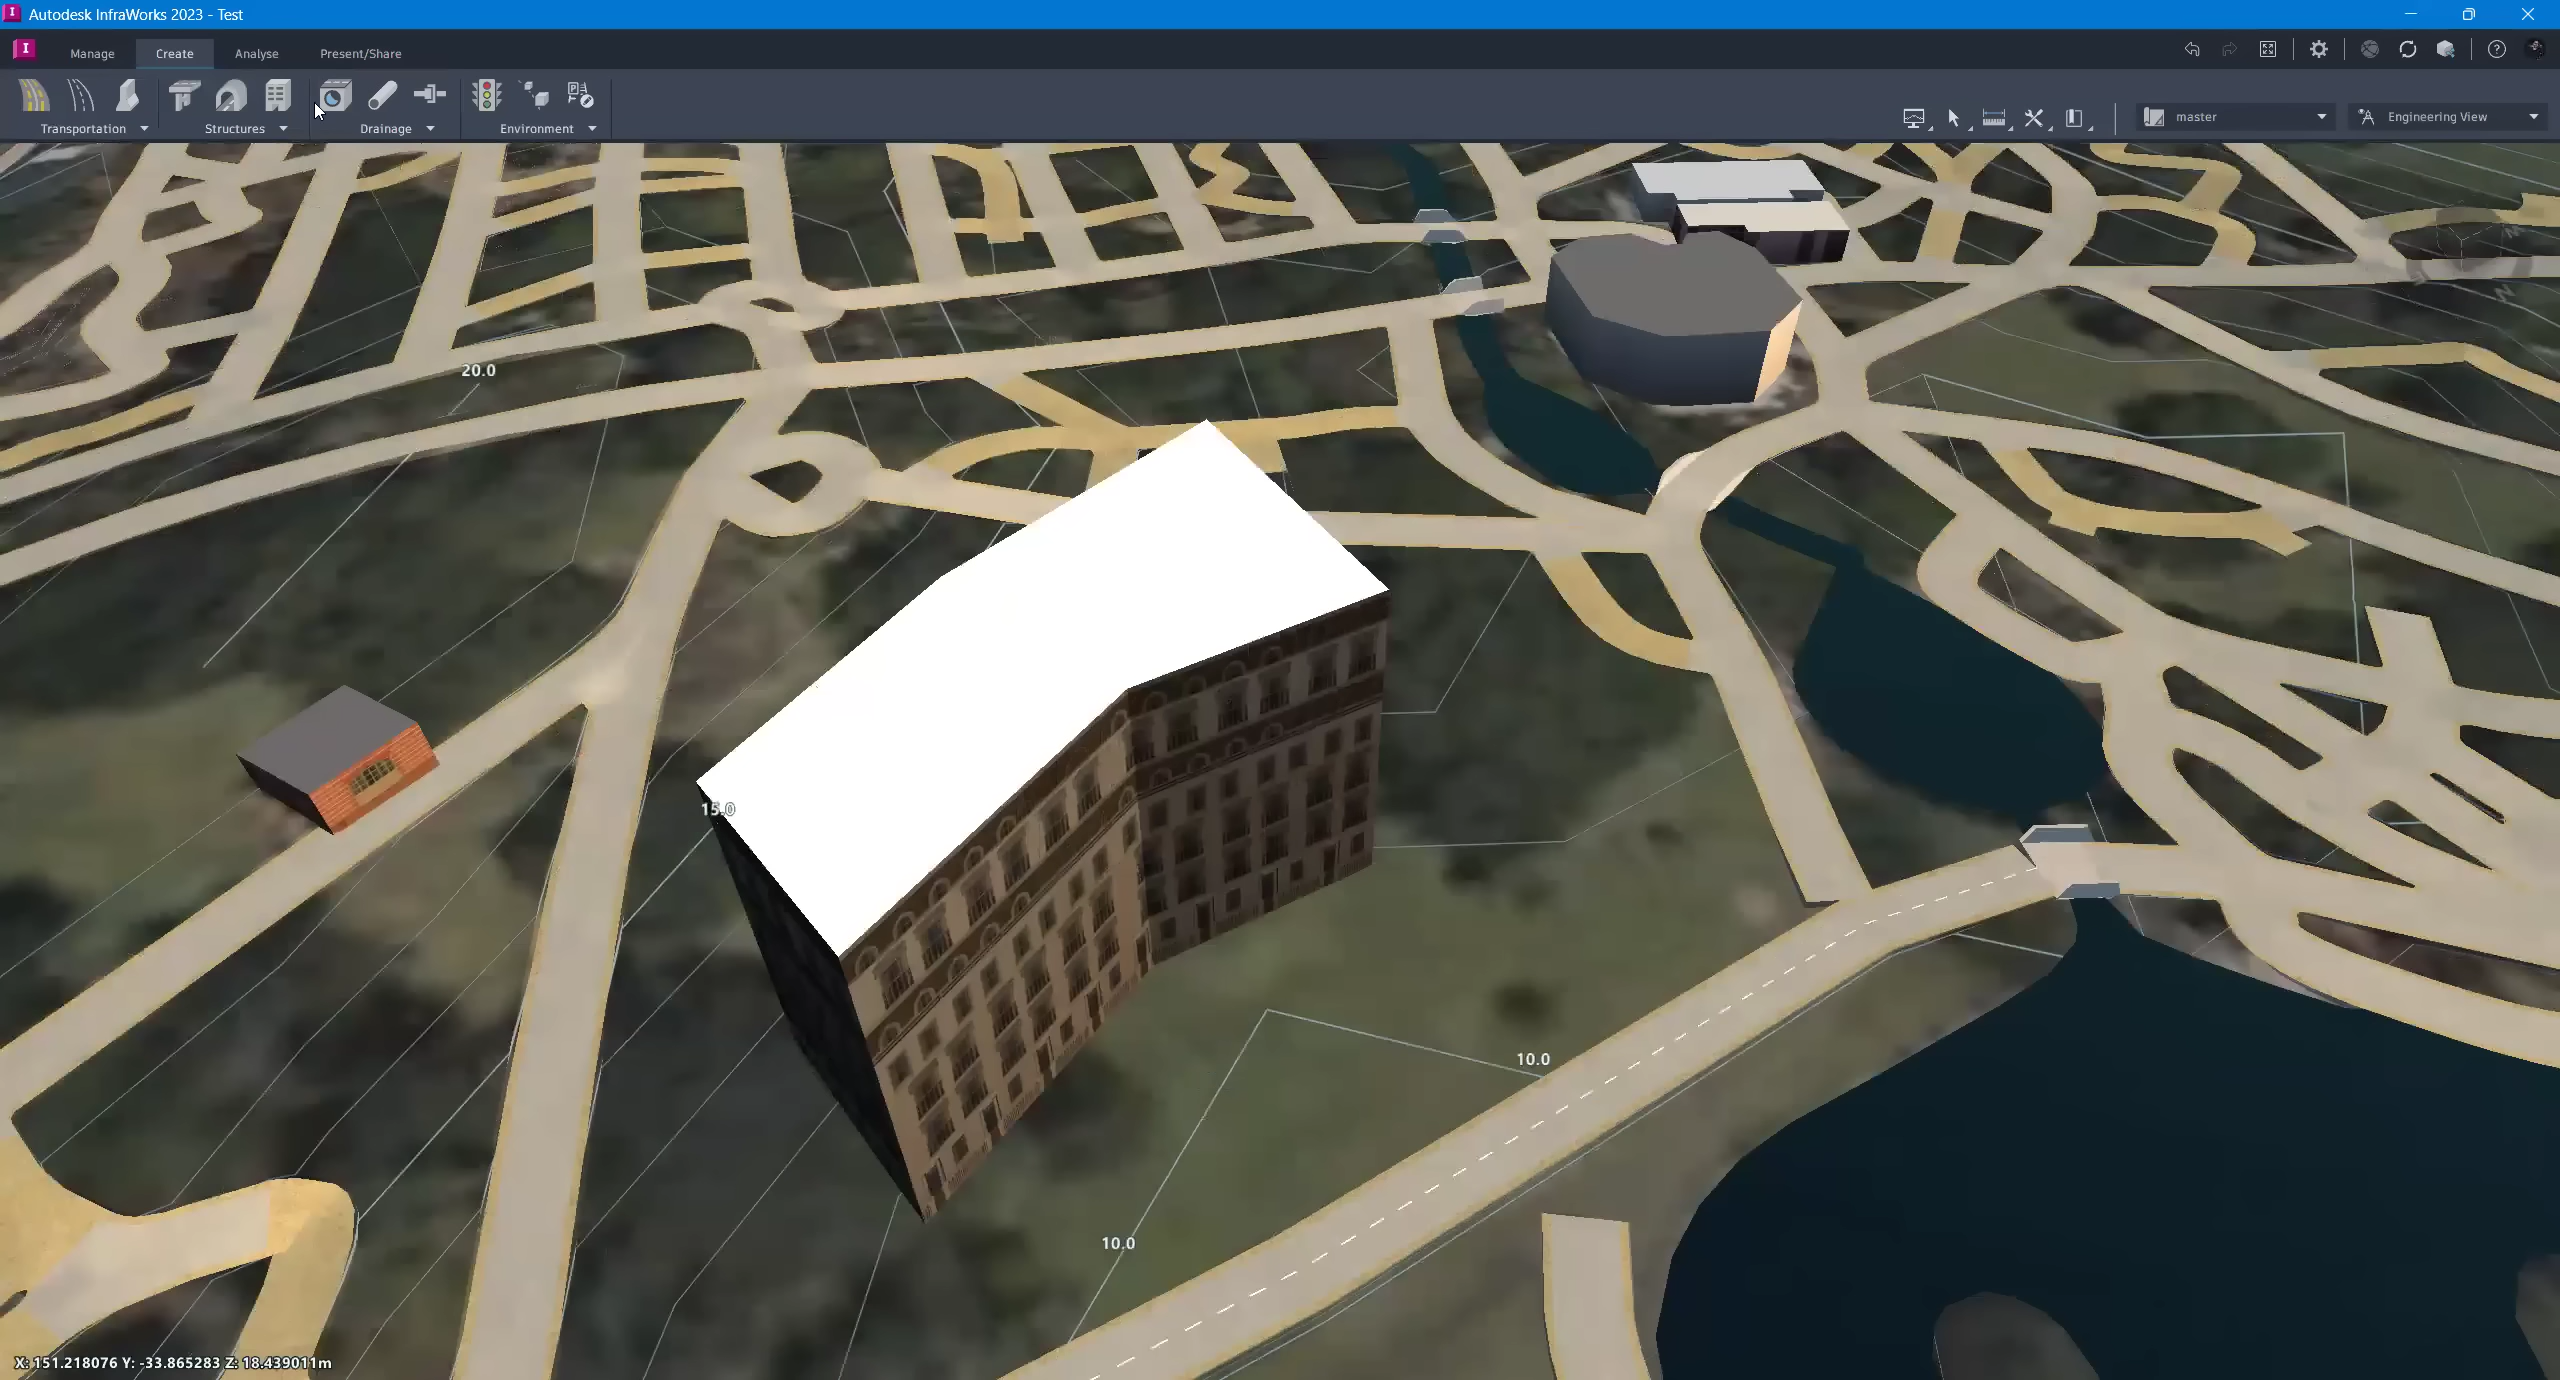 Autodesk InfraWorks 2023 - Test
Manage Create Analyse Present/Share
Transportation Structures Drainage Environment
master Engineering View
20.0
15.0
10.0
10.0
X: 151.218076 Y: -33.865283 Z: 18.439011m